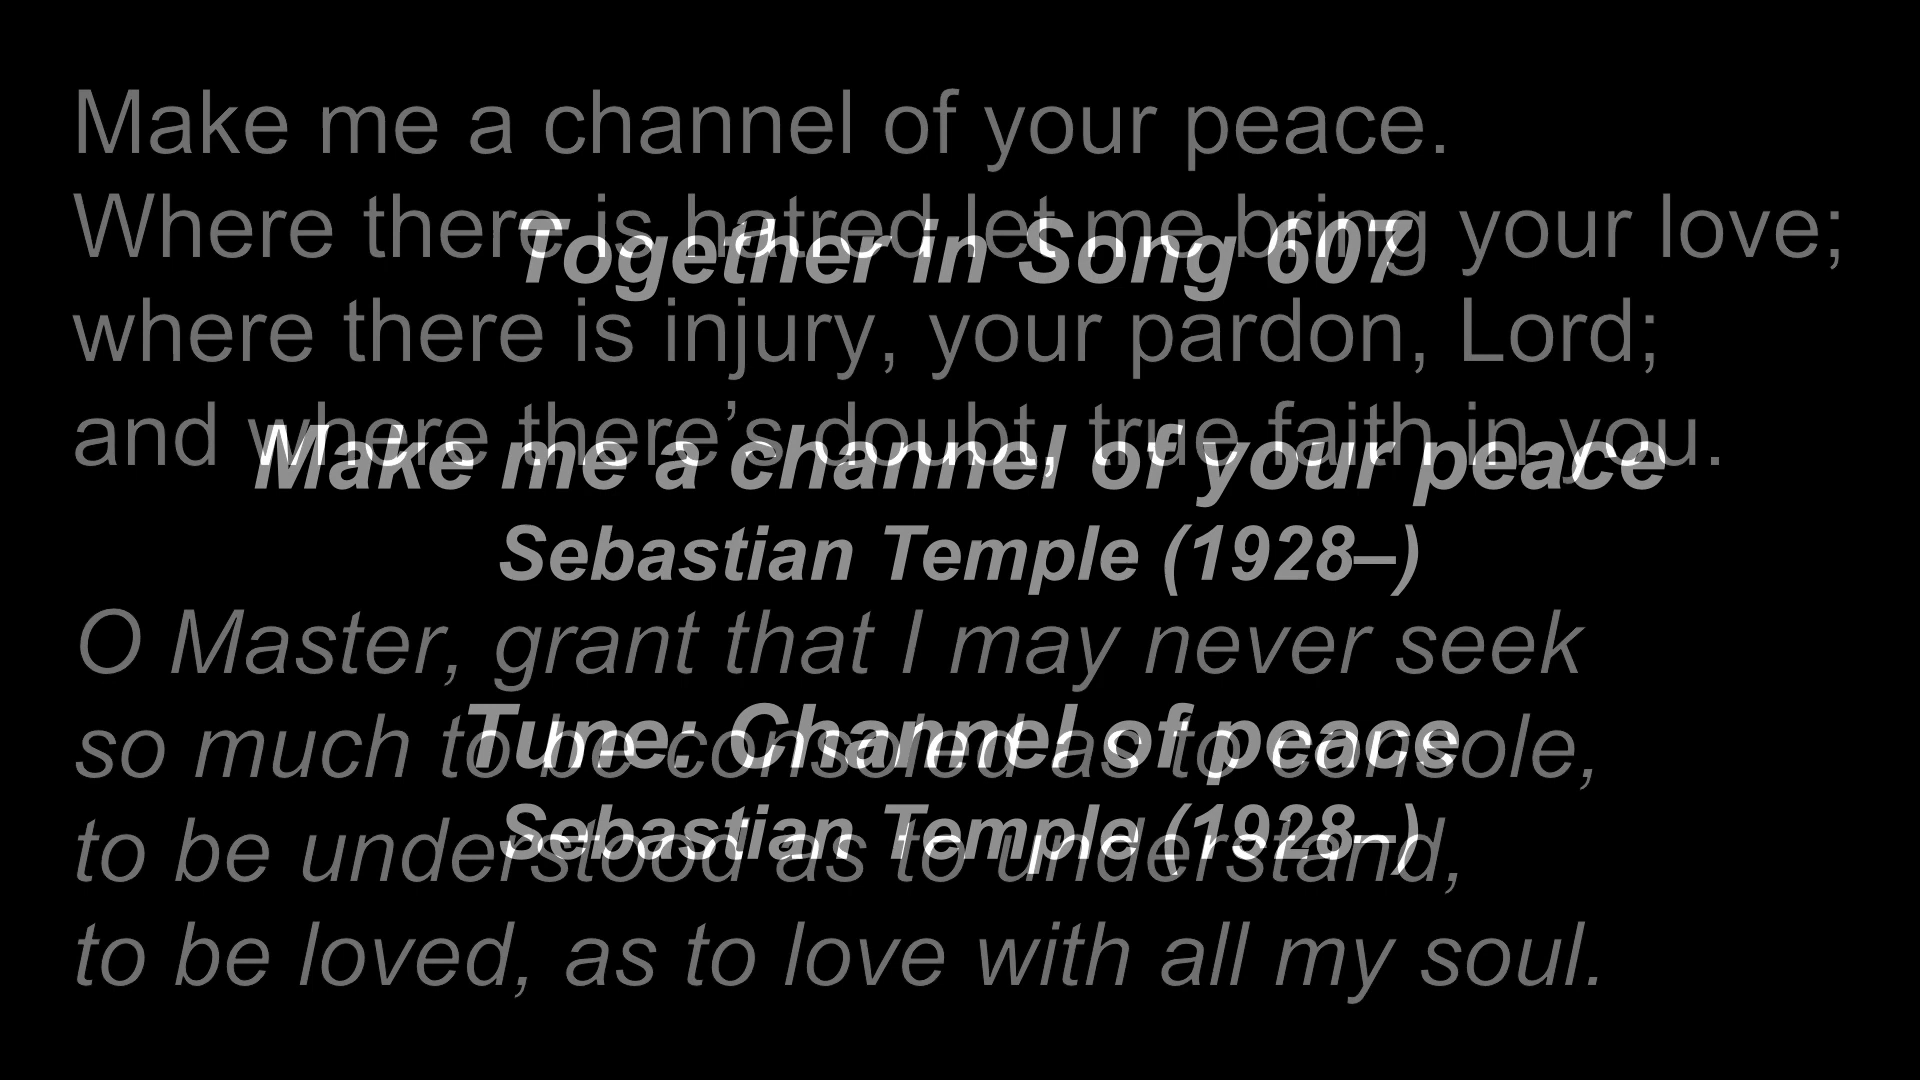 Make me a channel of your peace.
Where there is hatred let me bring your love;
Together in Song 607
where there is injury, your pardon, Lord;
and where there’s doubt, true faith in you.
Make me a channel of your peace
Sebastian Temple (1928–)
O Master, grant that I may never seek
so much to be consoled as to console,
Tune: Channel of peace
to be understood as to understand,
Sebastian Temple (1928–)
to be loved, as to love with all my soul.